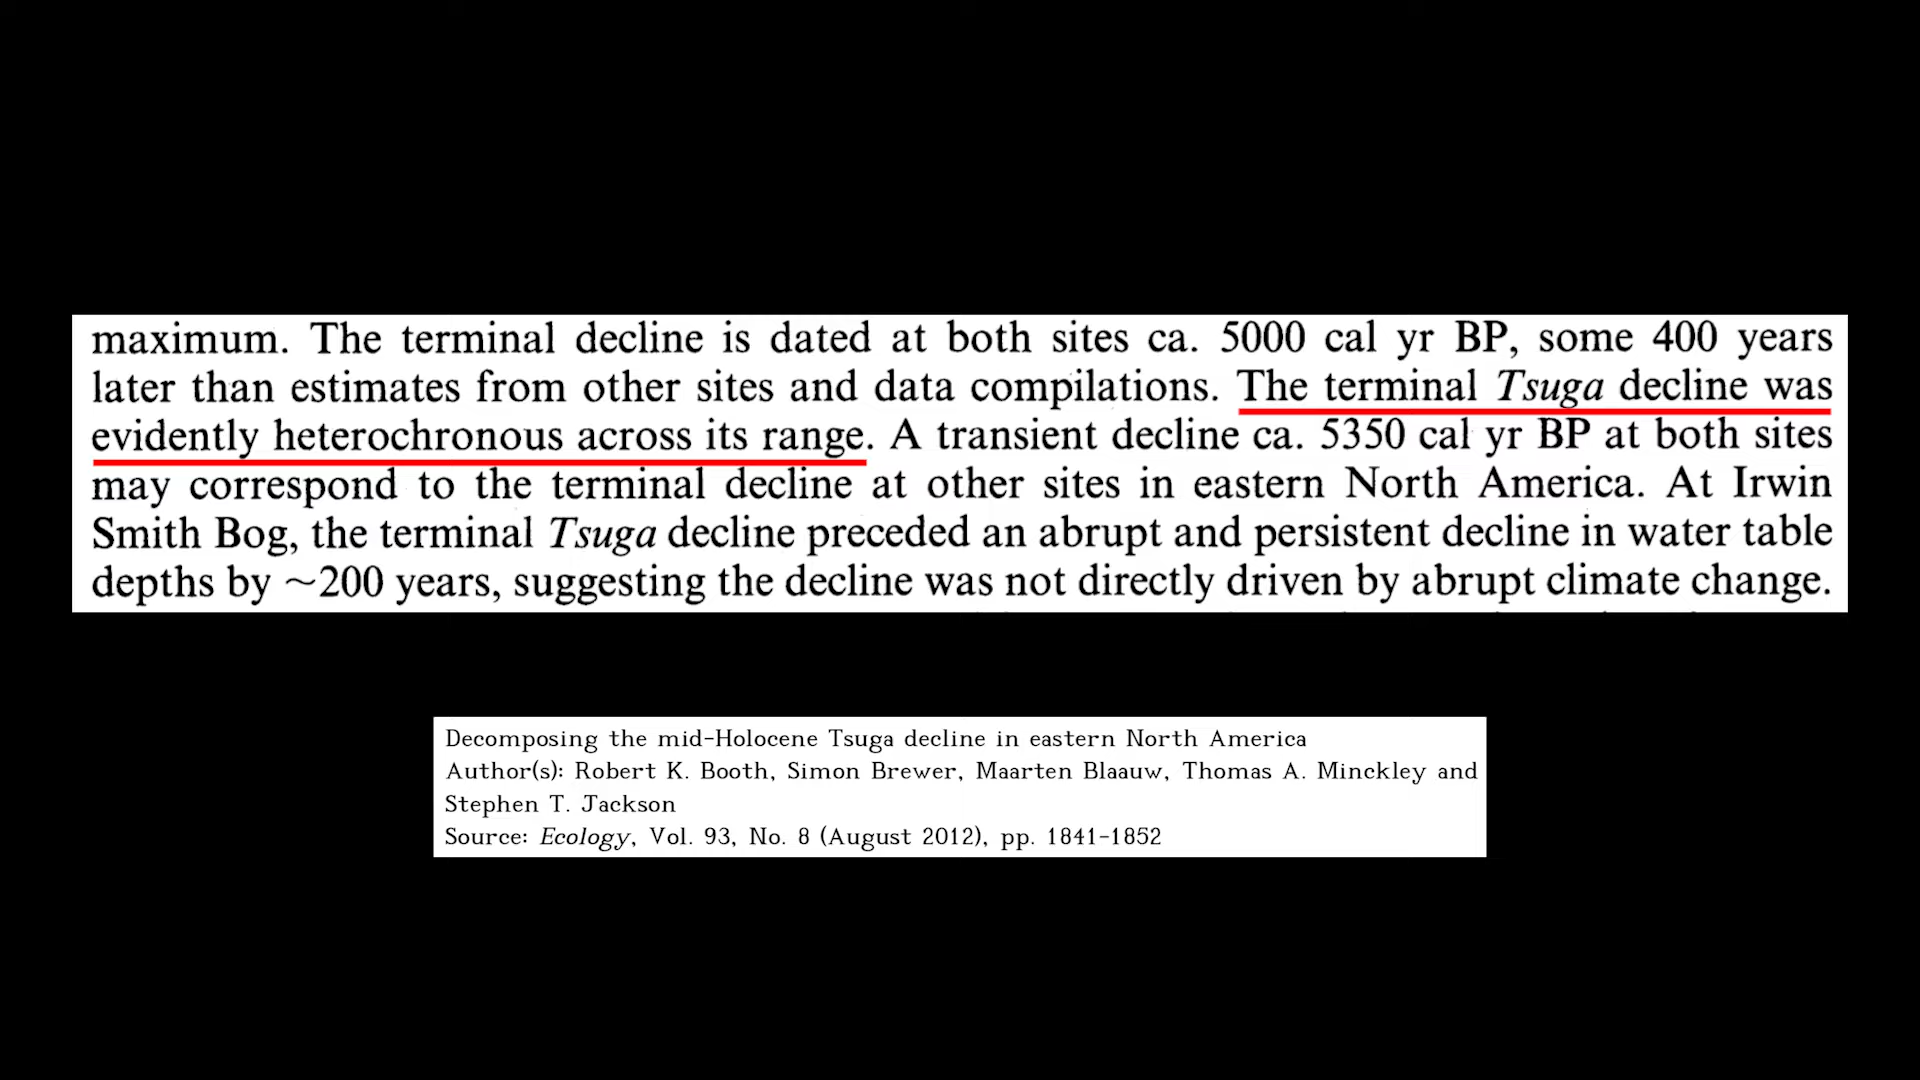 maximum. The terminal decline is dated at both sites ca. 5000 cal yr BP, some 400 years
later than estimates from other sites and data compilations. The terminal Tsuga decline was
evidently heterochronous across its range. A transient decline ca. 5350 cal yr BP at both sites
may correspond to the terminal decline at other sites in eastern North America. At Irwin
Smith Bog, the terminal Tsuga decline preceded an abrupt and persistent decline in water table
depths by ~200 years, suggesting the decline was not directly driven by abrupt climate change.
Decomposing the mid-Holocene Tsuga decline in eastern North America
Author(s): Robert K. Booth, Simon Brewer, Maarten Blaauw, Thomas A. Minckley and
Stephen T. Jackson
Source: Ecology, Vol. 93, No. 8 (August 2012), pp. 1841-1852